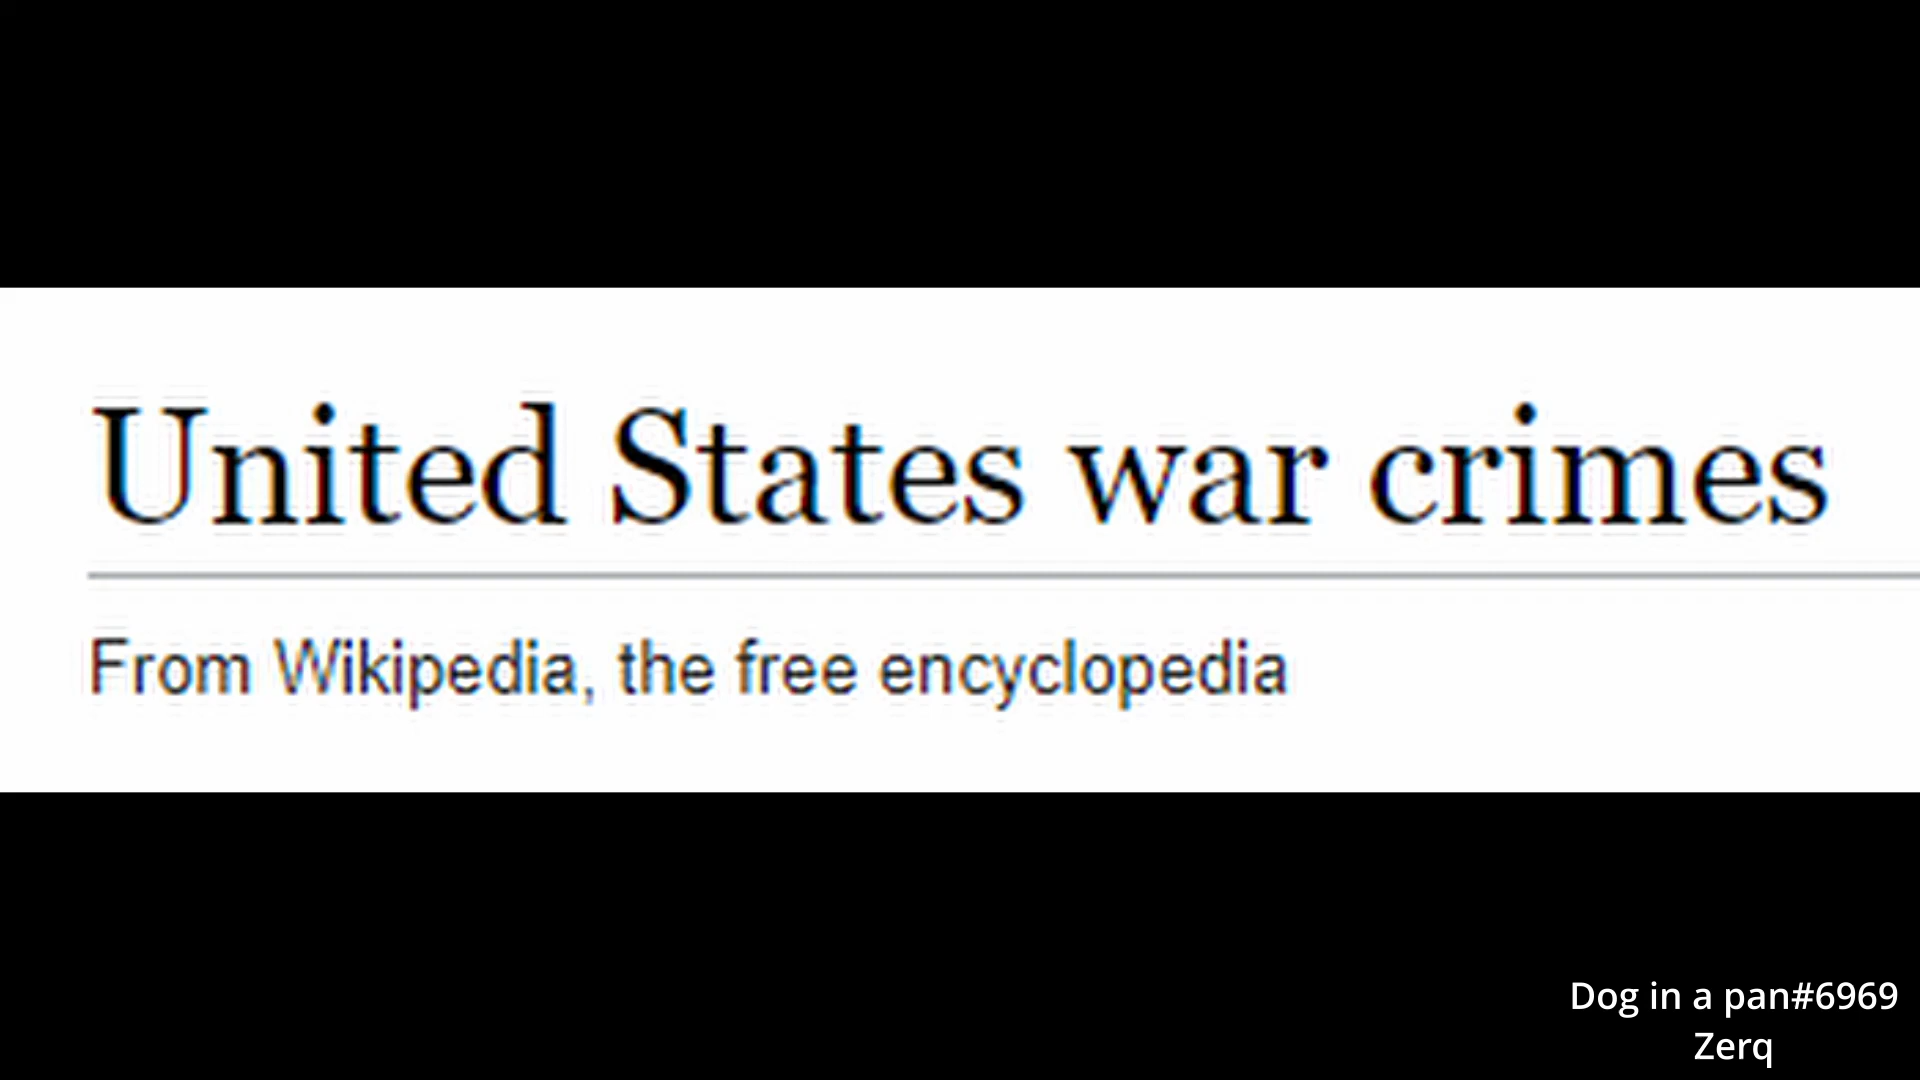 United States war crimes
From Wikipedia, the free encyclopedia
Dog in a pan#6969
Zerq